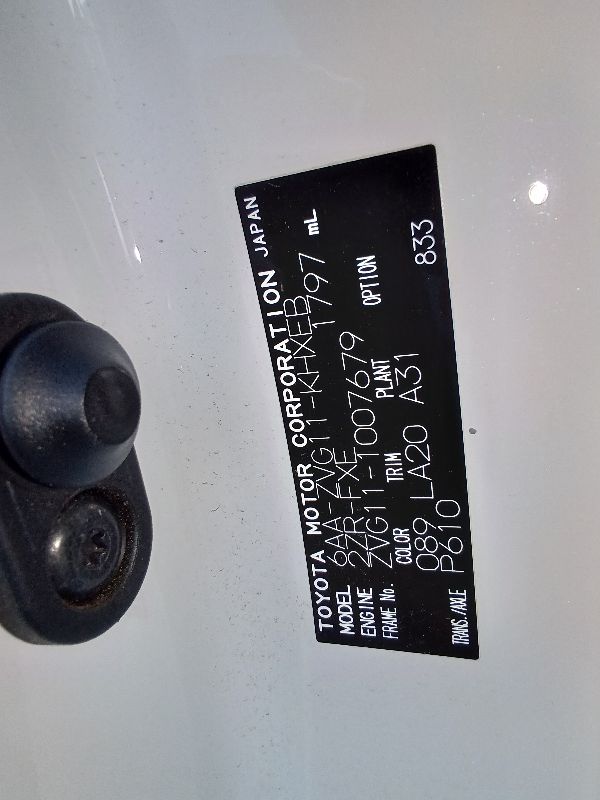 TOYOTA MOTOR CORPORATION JAPAN
MODEL 6AA-ZVG11-KHXEB
ENGINE 2ZR-FXE 1797 mL
FRAME No. ZVG11-1007679
COLOR TRIM PLANT OPTION
089 LA20 A31 833
TRANS./AXLE P610